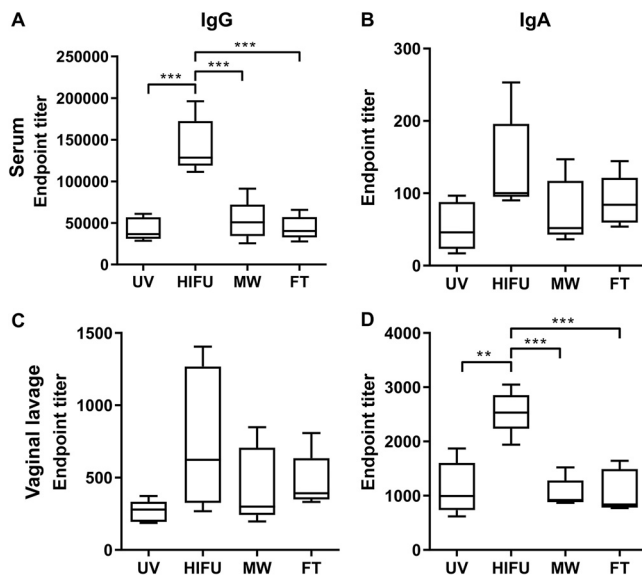 A IgG B IgA
Serum
Endpoint titer
250000
200000
150000
100000
50000
0
*** *** ***
UV HIFU MW FT
Endpoint titer
300
200
100
0
UV HIFU MW FT
C
Vaginal lavage
Endpoint titer
1500
1000
500
0
UV HIFU MW FT
D
Endpoint titer
4000
3000
2000
1000
0
** *** ***
UV HIFU MW FT